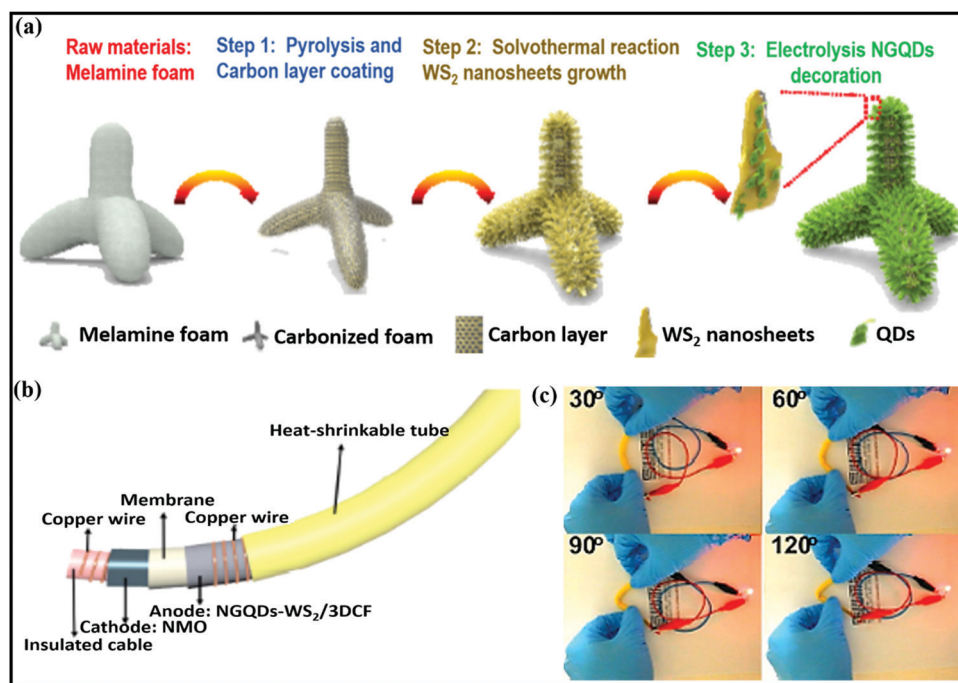 (a)
Raw materials:
Melamine foam
Step 1: Pyrolysis and
Carbon layer coating
Step 2: Solvothermal reaction
WS₂ nanosheets growth
Step 3: Electrolysis NGQDs
decoration
Melamine foam
Carbonized foam
Carbon layer
WS₂ nanosheets
QDs
(b)
Heat-shrinkable tube
Membrane
Copper wire
Copper wire
Anode: NGQDs-WS₂/3DCF
Cathode: NMO
Insulated cable
(c)
30°
60°
90°
120°